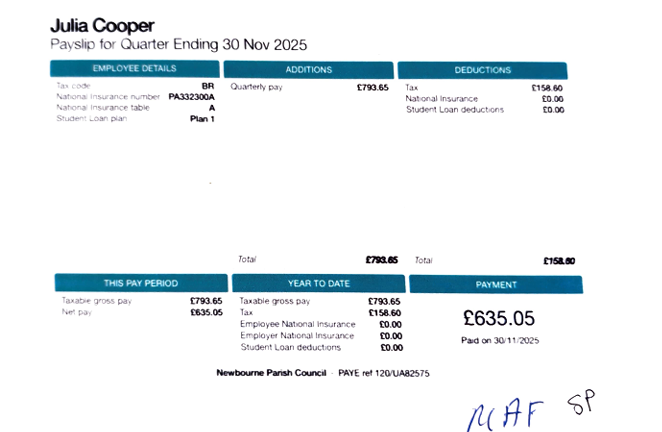 Julia Cooper
Payslip for Quarter Ending 30 Nov 2025
EMPLOYEE DETAILS ADDITIONS DEDUCTIONS
Tax code BR Quarterly pay £793.65 Tax £158.60
National Insurance number PA332300A National Insurance £0.00
National Insurance table A Student Loan deductions £0.00
Student Loan plan Plan 1
Total £793.65 Total £158.60
THIS PAY PERIOD YEAR TO DATE PAYMENT
Taxable gross pay £793.65 Taxable gross pay £793.65
Net pay £635.05 Tax £158.60 £635.05
Employee National Insurance £0.00
Employer National Insurance £0.00 Paid on 30/11/2025
Student Loan deductions £0.00
Newbourne Parish Council · PAYE ref 120/UA82575
MAF SP